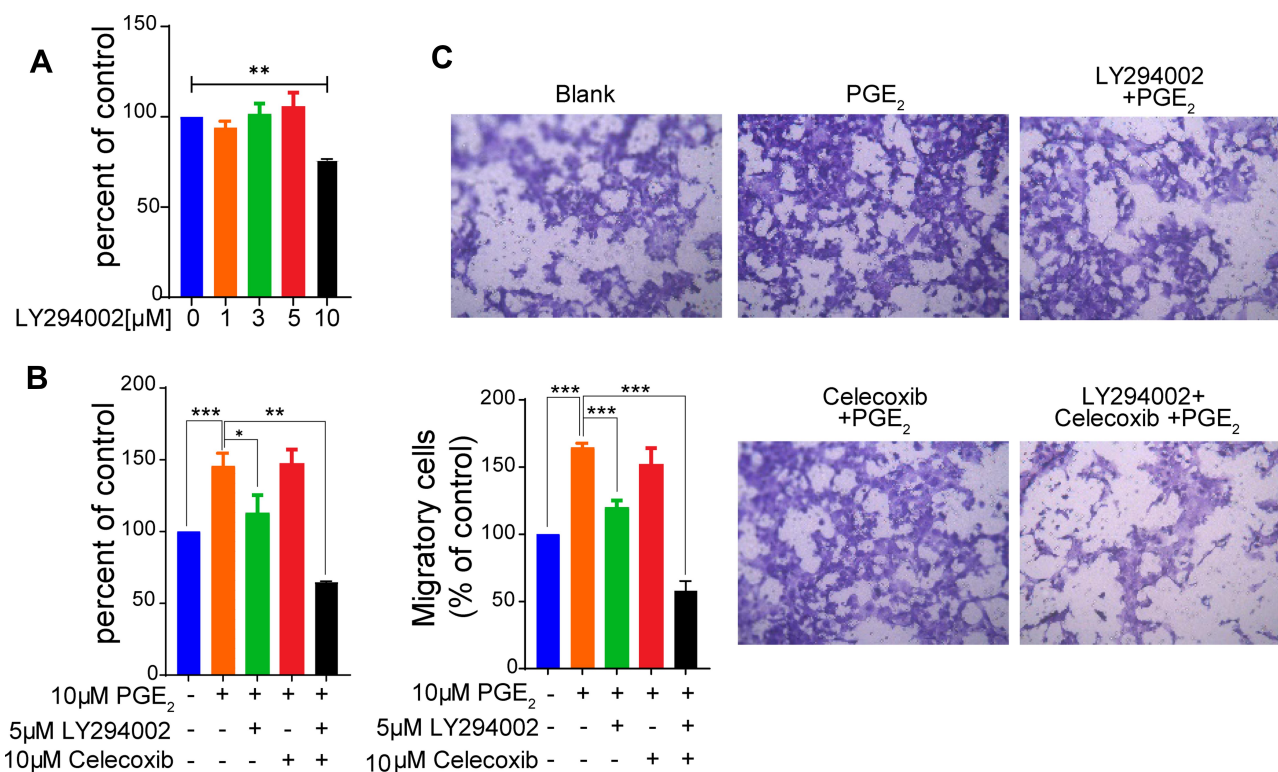 A
percent of control
150
100
50
0
**
LY294002[µM]
0 1 3 5 10
B
percent of control
200
150
100
50
0
*** **
*
10µM PGE2 - + + + +
5µM LY294002 - - + - +
10µM Celecoxib - - - + +
Migratory cells
(% of control)
200
150
100
50
0
*** ***
***
10µM PGE2 - + + + +
5µM LY294002 - - + - +
10µM Celecoxib - - - + +
C
Blank
PGE2
LY294002
+PGE2
Celecoxib
+PGE2
LY294002+
Celecoxib +PGE2